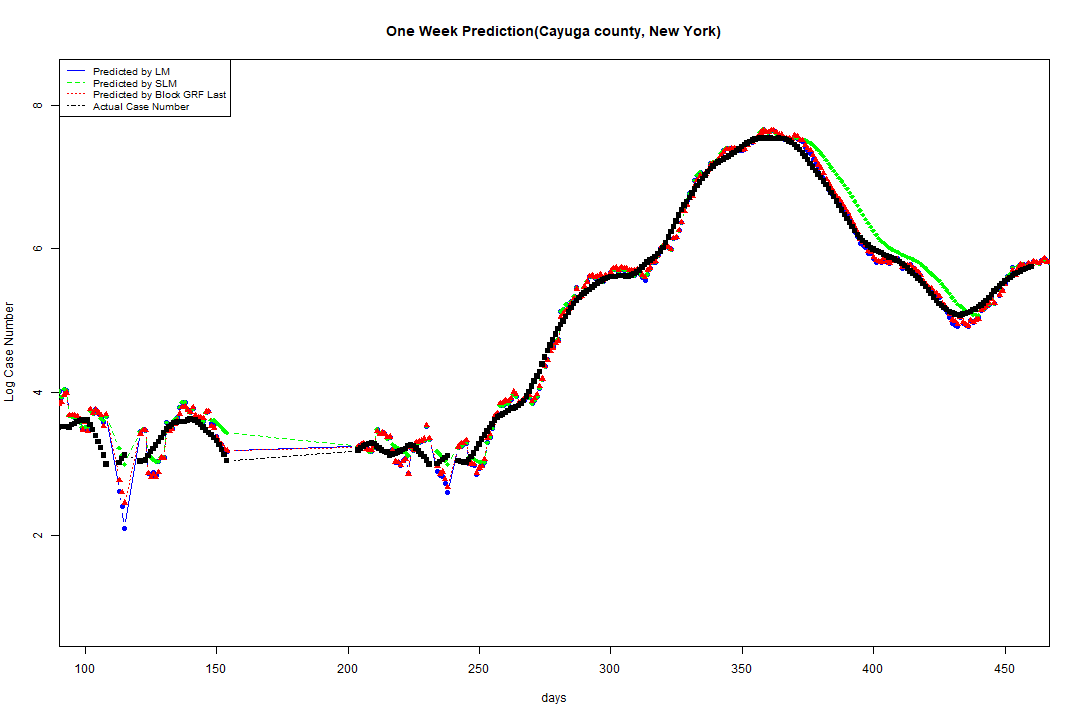 One Week Prediction(Cayuga county, New York)
Predicted by LM
Predicted by SLM
Predicted by Block GRF Last
Actual Case Number
8
6
4
2
Log Case Number
100 150 200 250 300 350 400 450
days